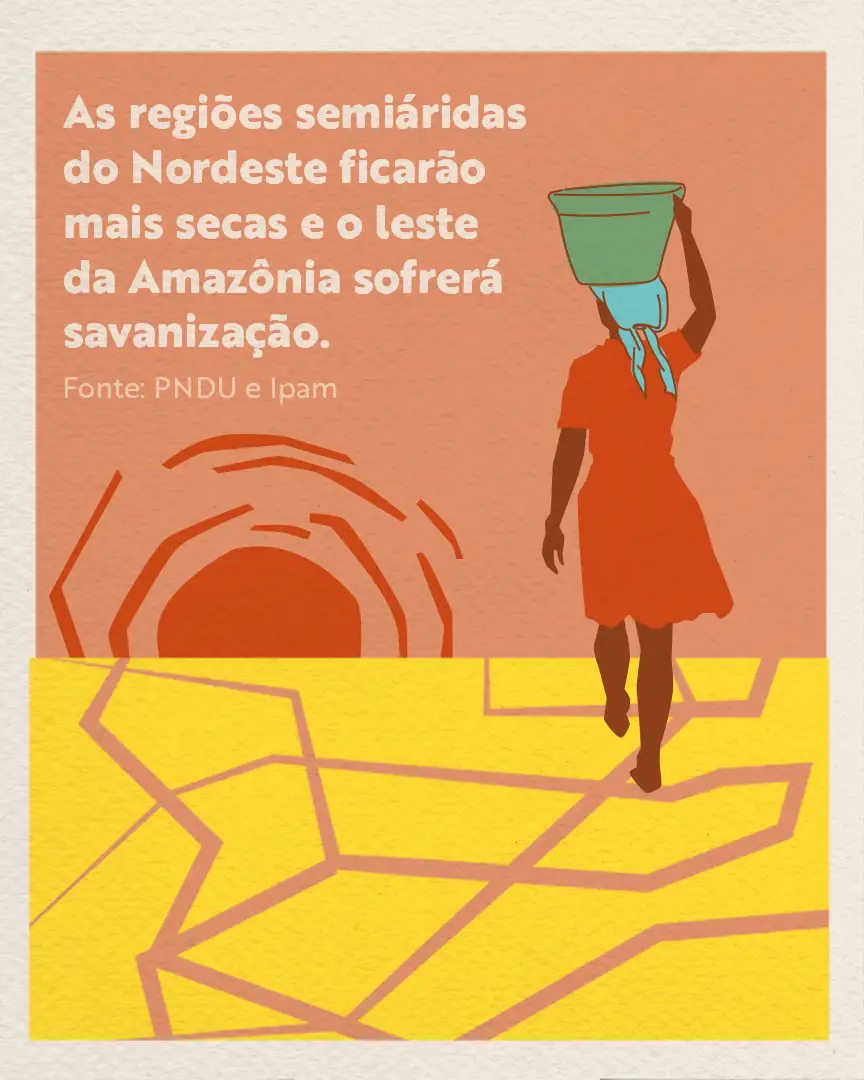 As regiões semiáridas
do Nordeste ficarão
mais secas e o leste
da Amazônia sofrerá
savanização.
Fonte: PNDU e Ipam